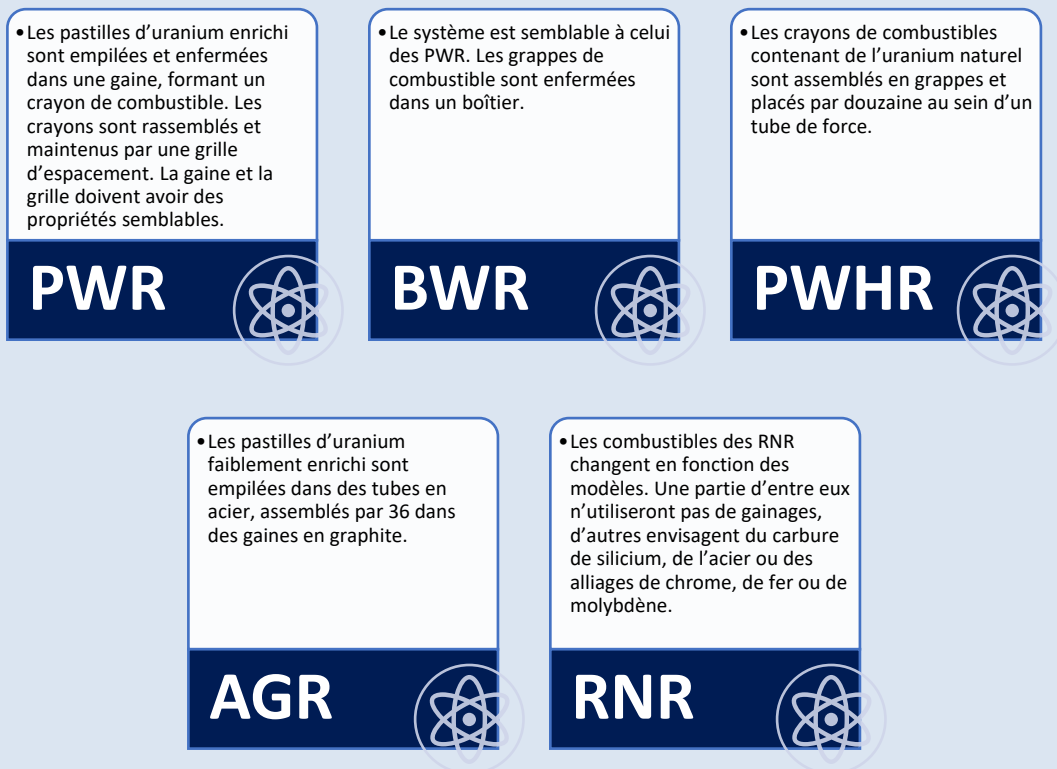 •Les pastilles d’uranium enrichi
sont empilées et enfermées
dans une gaine, formant un
crayon de combustible. Les
crayons sont rassemblés et
maintenus par une grille
d’espacement. La gaine et la
grille doivent avoir des
propriétés semblables.
PWR
•Le système est semblable à celui
des PWR. Les grappes de
combustible sont enfermées
dans un boîtier.
BWR
•Les crayons de combustibles
contenant de l’uranium naturel
sont assemblés en grappes et
placés par douzaine au sein d’un
tube de force.
PWHR
•Les pastilles d’uranium
faiblement enrichi sont
empilées dans des tubes en
acier, assemblés par 36 dans
des gaines en graphite.
AGR
•Les combustibles des RNR
changent en fonction des
modèles. Une partie d’entre eux
n’utiliseront pas de gainages,
d’autres envisagent du carbure
de silicium, de l’acier ou des
alliages de chrome, de fer ou de
molybdène.
RNR